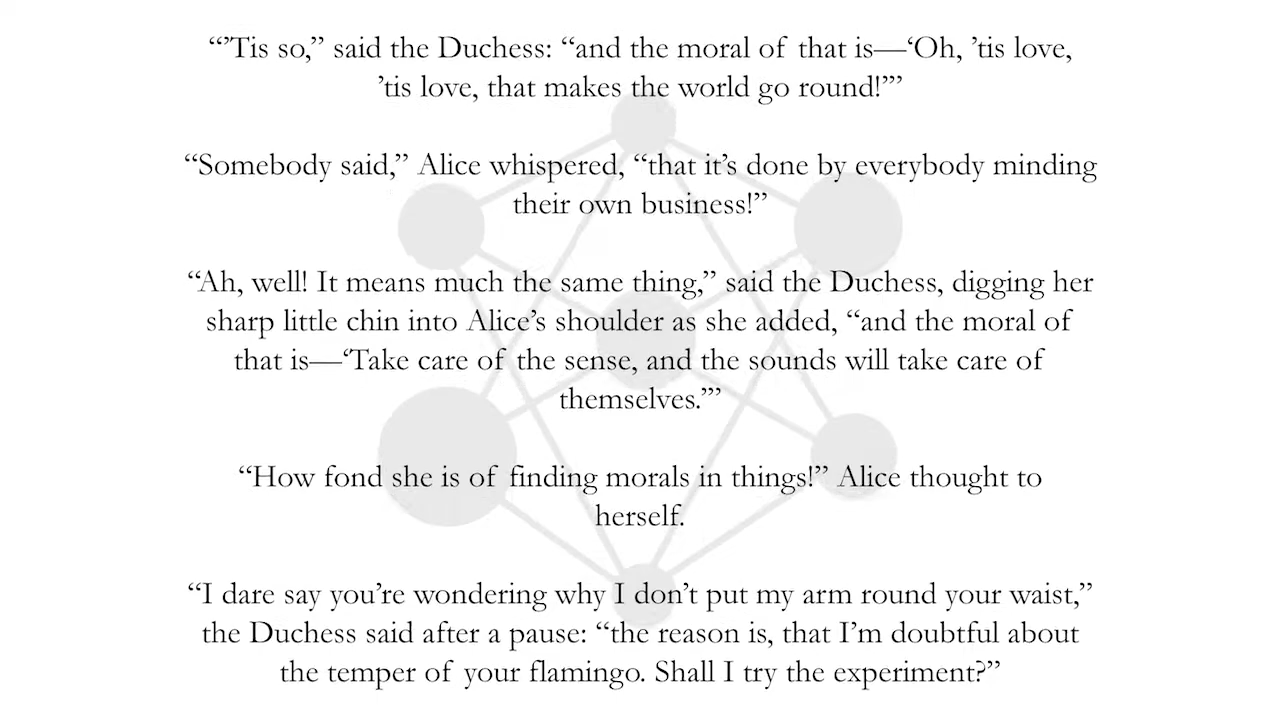 “’Tis so,” said the Duchess: “and the moral of that is—‘Oh, ’tis love,
’tis love, that makes the world go round!’”
“Somebody said,” Alice whispered, “that it’s done by everybody minding
their own business!”
“Ah, well! It means much the same thing,” said the Duchess, digging her
sharp little chin into Alice’s shoulder as she added, “and the moral of
that is—‘Take care of the sense, and the sounds will take care of
themselves.’”
“How fond she is of finding morals in things!” Alice thought to
herself.
“I dare say you’re wondering why I don’t put my arm round your waist,”
the Duchess said after a pause: “the reason is, that I’m doubtful about
the temper of your flamingo. Shall I try the experiment?”